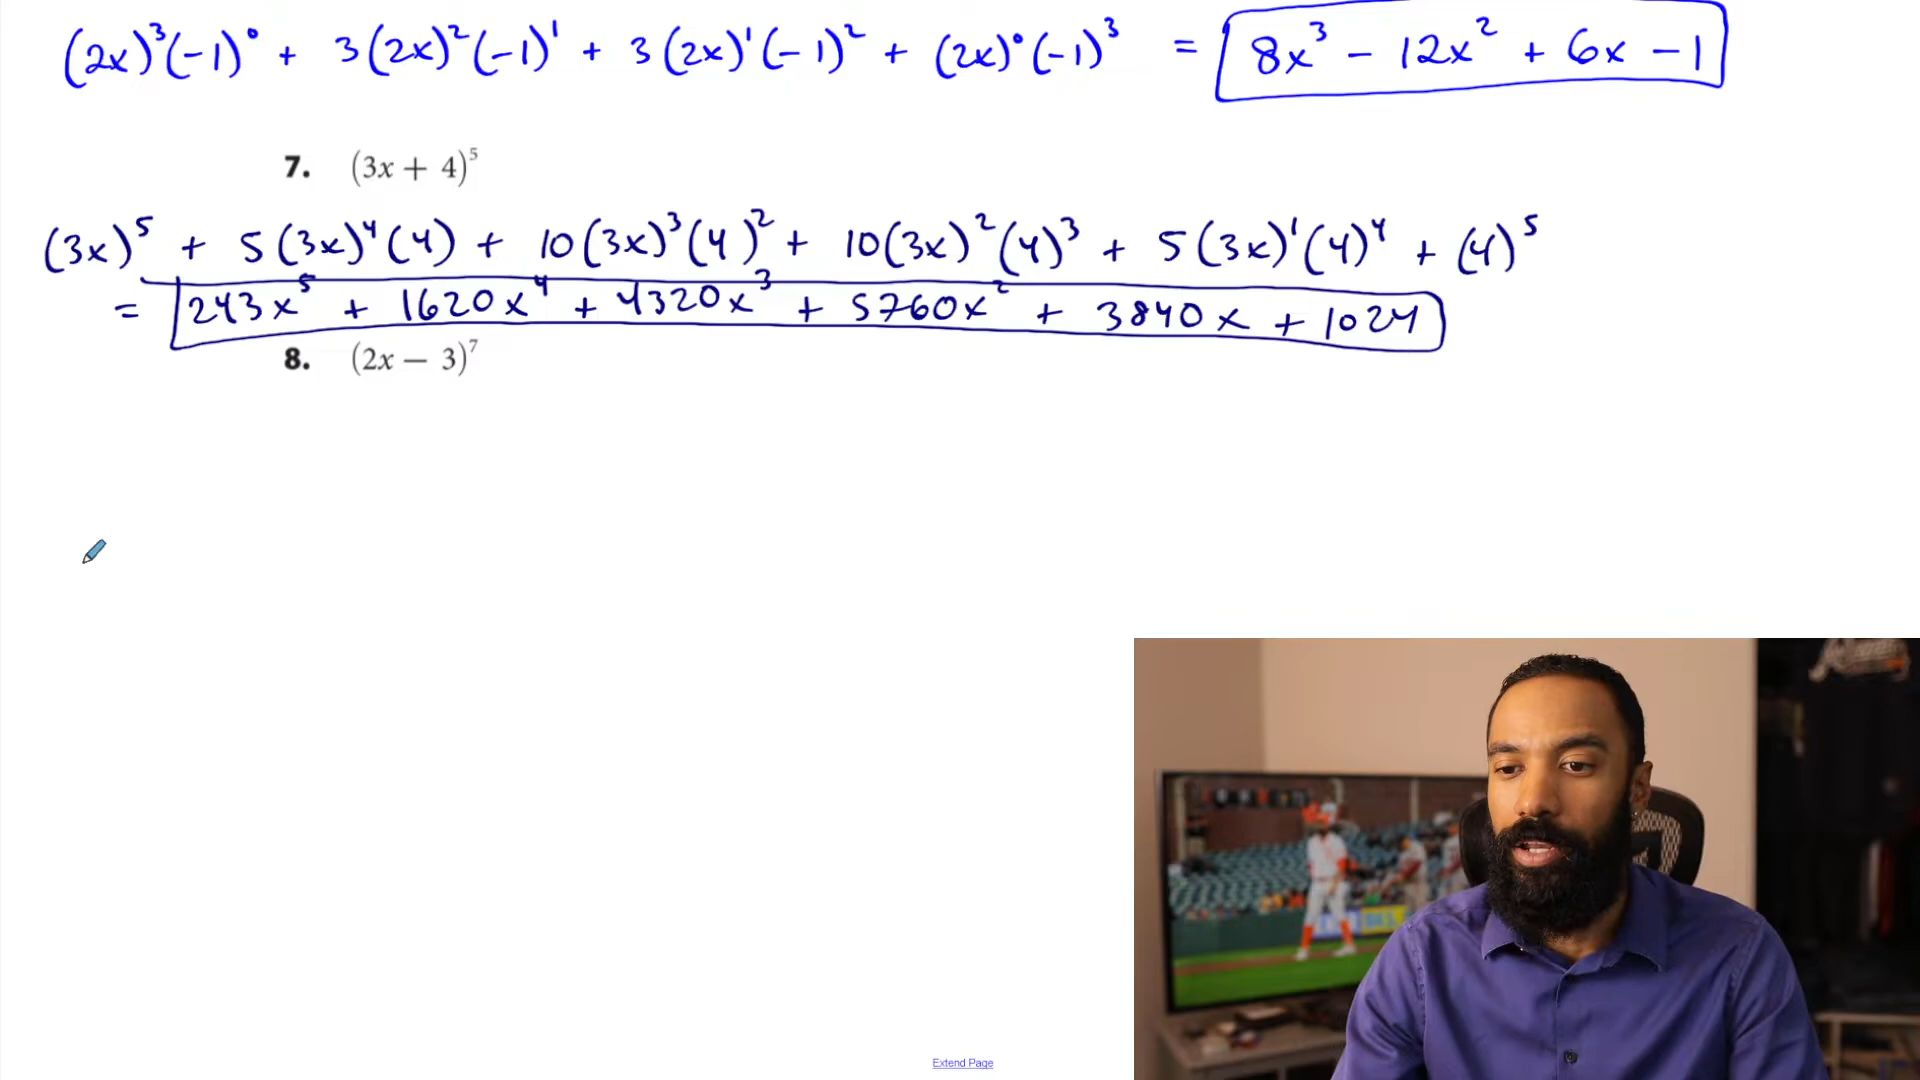 (2x)³(-1)⁰ + 3(2x)²(-1)¹ + 3(2x)¹(-1)² + (2x)⁰(-1)³ = 8x³ - 12x² + 6x - 1
7. (3x + 4)⁵
(3x)⁵ + 5(3x)⁴(4) + 10(3x)³(4)² + 10(3x)²(4)³ + 5(3x)¹(4)⁴ + (4)⁵
= 243x⁵ + 1620x⁴ + 4320x³ + 5760x² + 3840x + 1024
8. (2x − 3)⁷
Extend Page